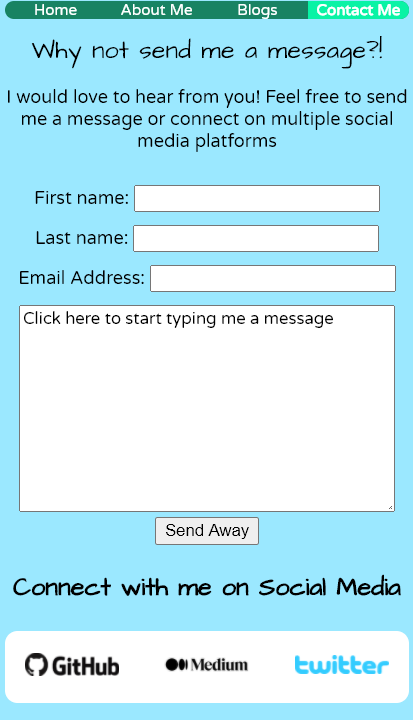 Home About Me Blogs Contact Me
Why not send me a message?!
I would love to hear from you! Feel free to send
me a message or connect on multiple social
media platforms
First name:
Last name:
Email Address:
Click here to start typing me a message
Send Away
Connect with me on Social Media
GitHub Medium twitter